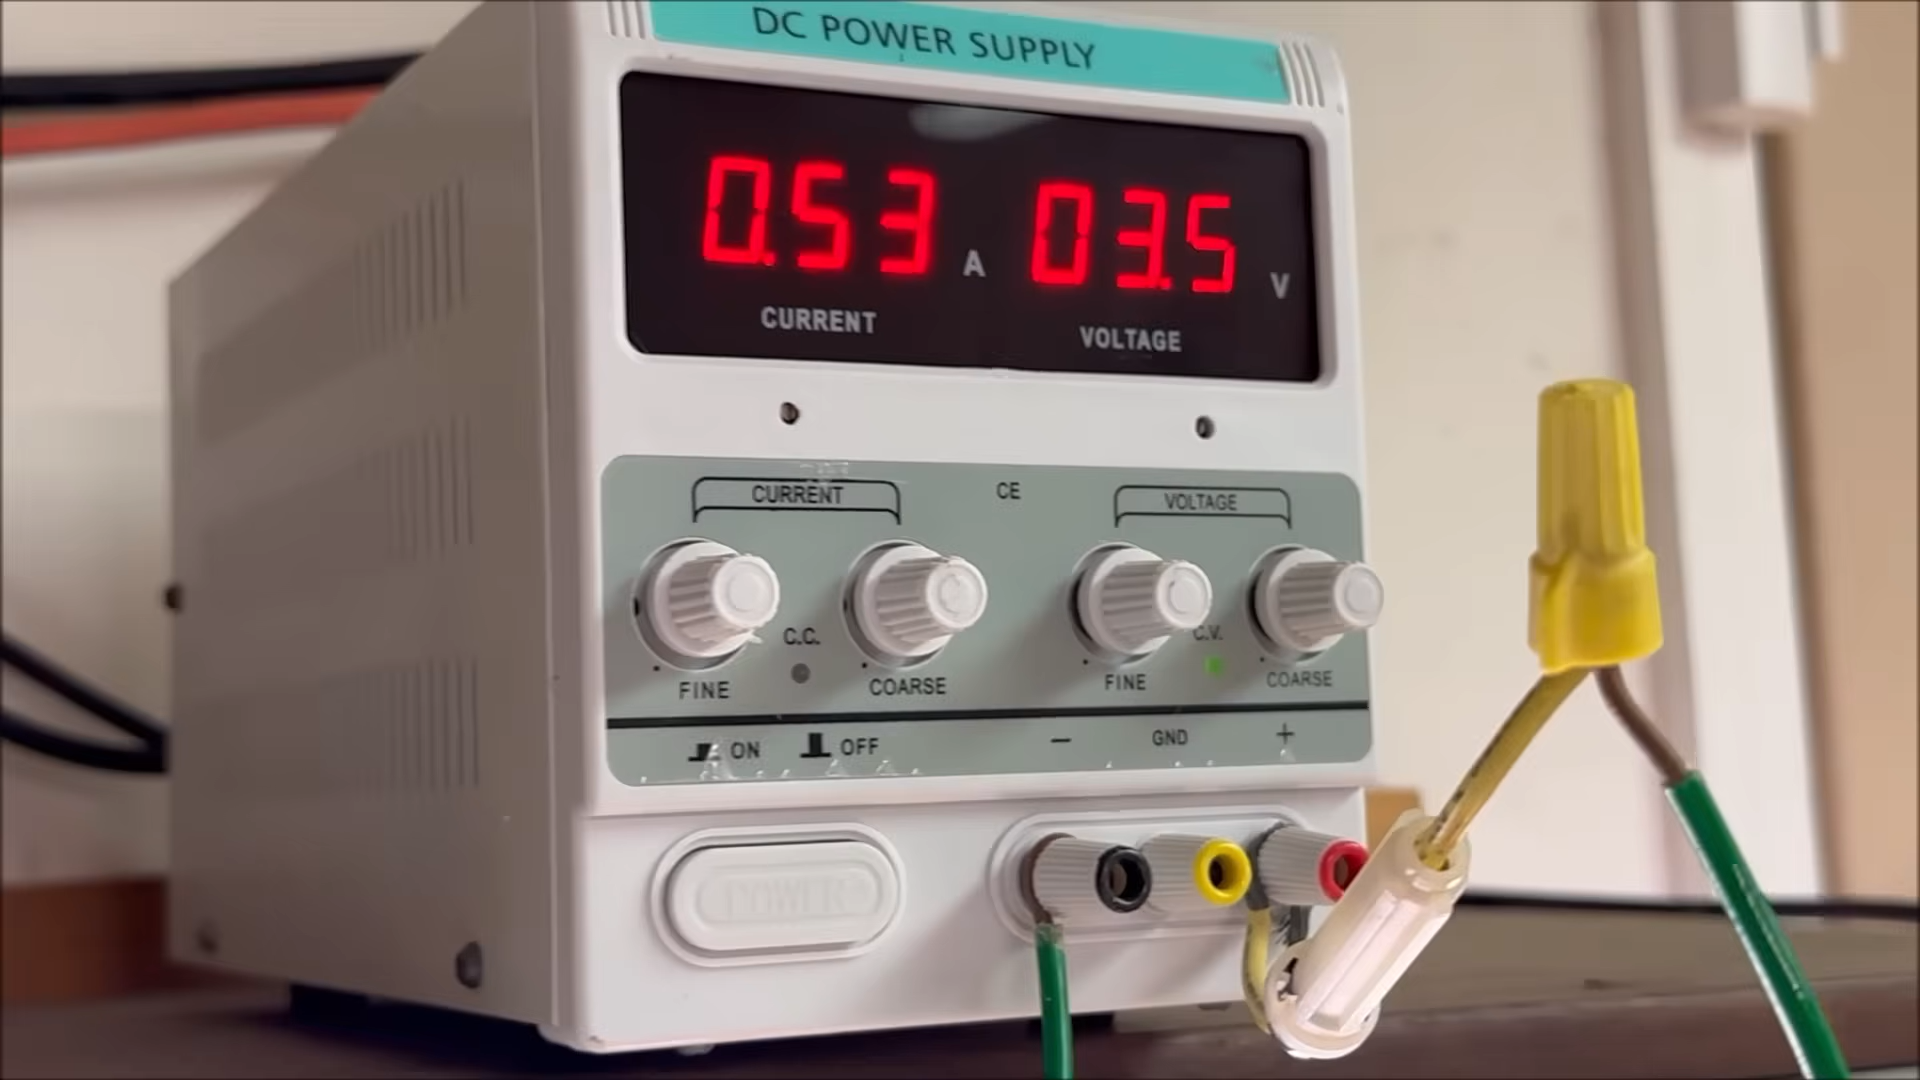 DC POWER SUPPLY
0.53 A 03.5 V
CURRENT VOLTAGE
CURRENT CE VOLTAGE
C.C. C.V.
FINE COARSE FINE COARSE
ON OFF − GND +
POWER